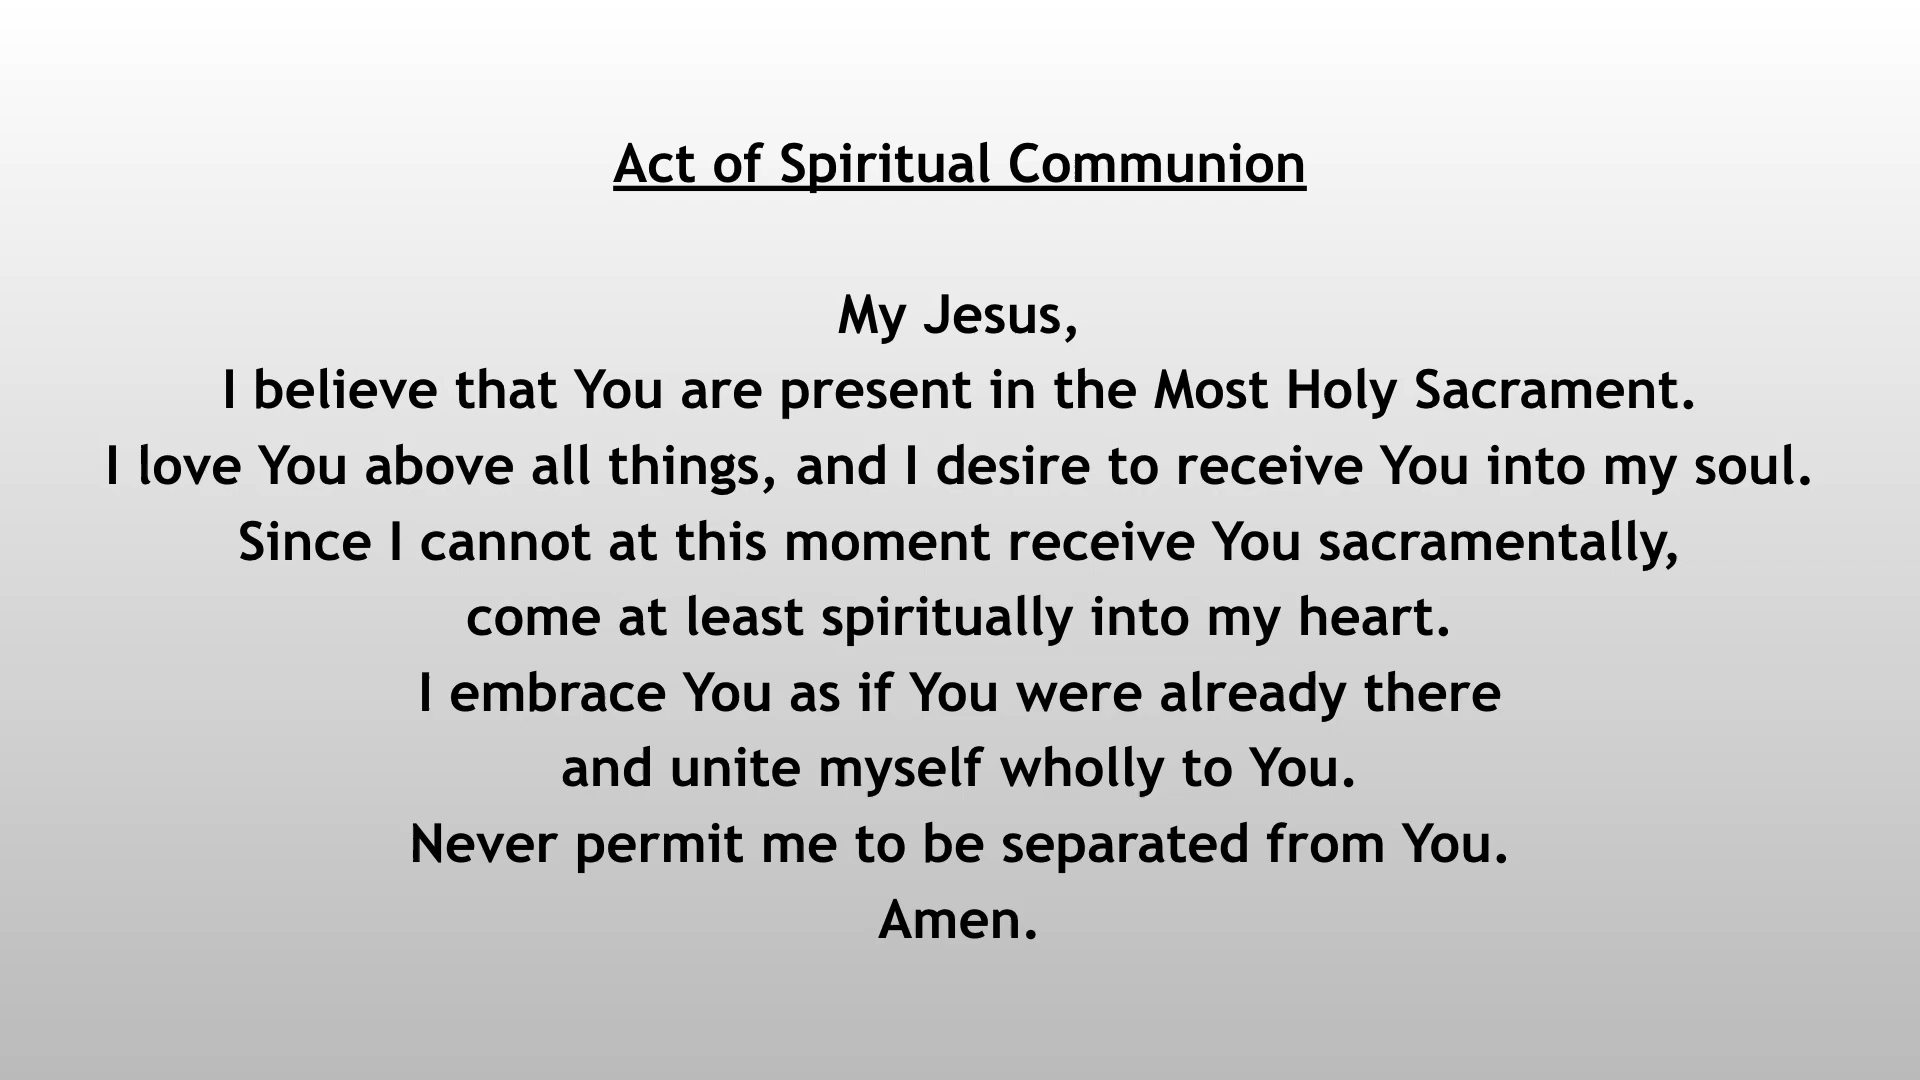 Act of Spiritual Communion
My Jesus,
I believe that You are present in the Most Holy Sacrament.
I love You above all things, and I desire to receive You into my soul.
Since I cannot at this moment receive You sacramentally,
come at least spiritually into my heart.
I embrace You as if You were already there
and unite myself wholly to You.
Never permit me to be separated from You.
Amen.